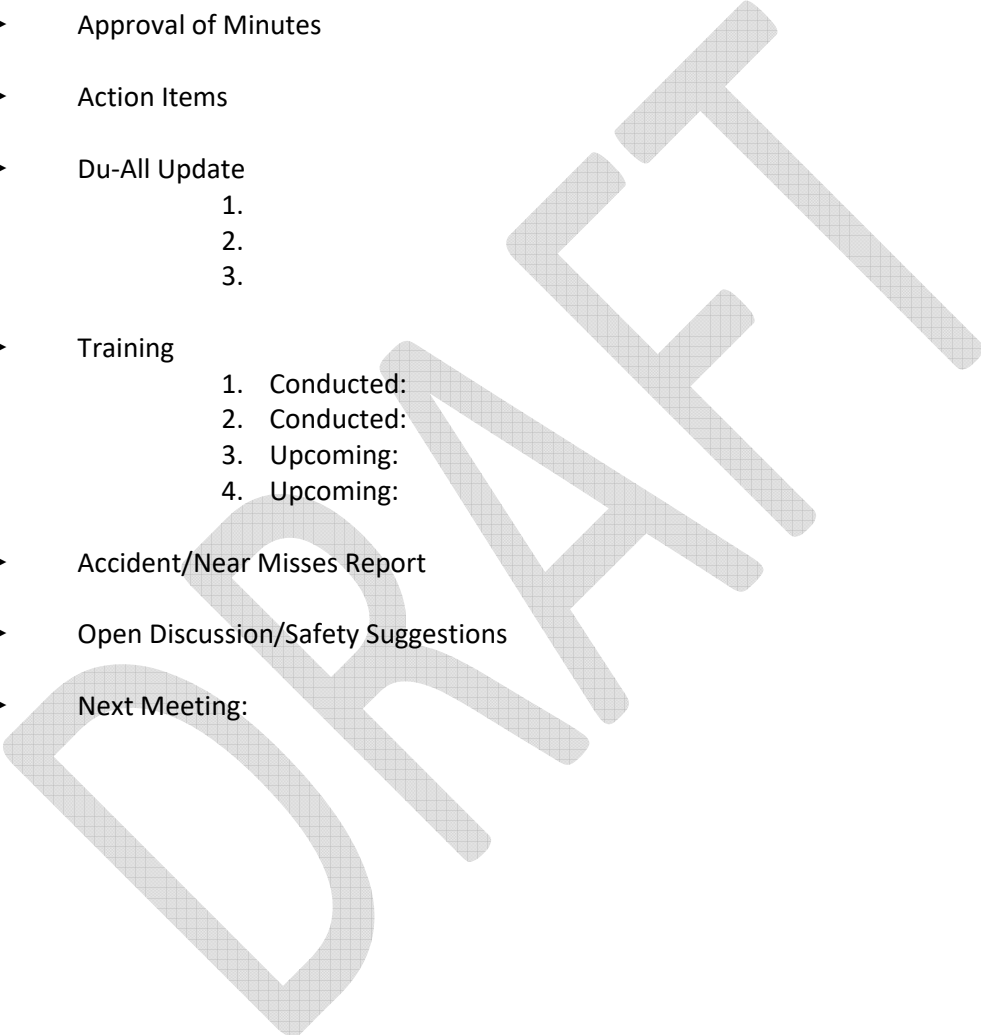 Approval of Minutes
Action Items
Du-All Update
1.
2.
3.
Training
1. Conducted:
2. Conducted:
3. Upcoming:
4. Upcoming:
Accident/Near Misses Report
Open Discussion/Safety Suggestions
Next Meeting:
DRAFT